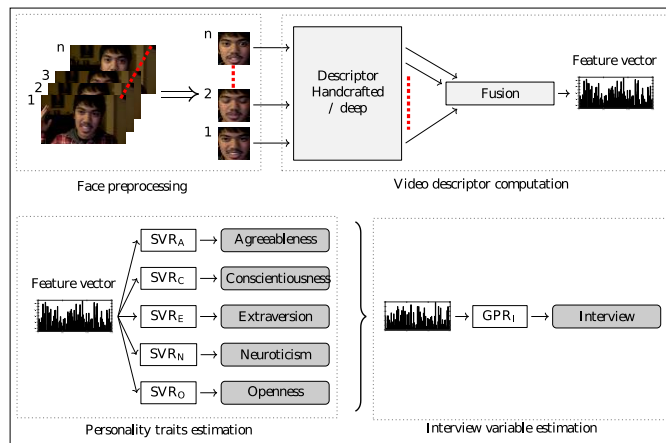 n
3
2
1
n
2
1
Descriptor
Handcrafted
/ deep
Fusion
Feature vector
Face preprocessing
Video descriptor computation
Feature vector
SVR_A
Agreeableness
SVR_C
Conscientiousness
SVR_E
Extraversion
SVR_N
Neuroticism
SVR_O
Openness
GPR_I
Interview
Personality traits estimation
Interview variable estimation